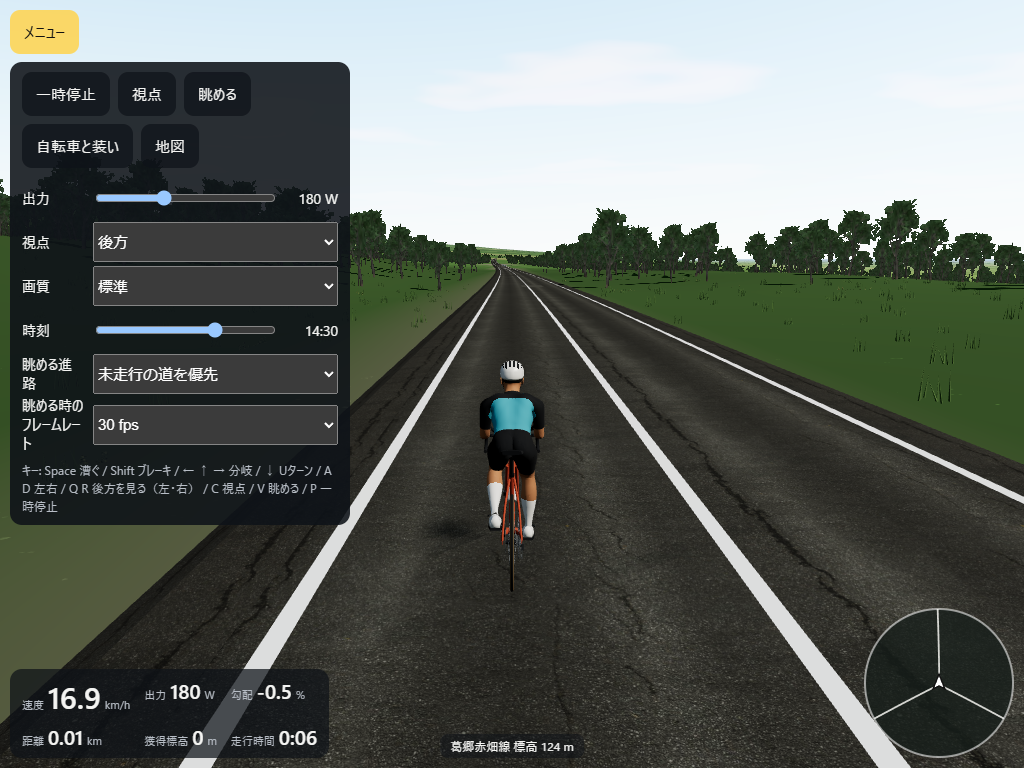 メニュー
一時停止 視点 眺める
自転車と装い 地図
出力 180 W
視点 後方
画質 標準
時刻 14:30
眺める進
路 未走行の道を優先
眺める時の
フレームレー
ト 30 fps
キー: Space 漕ぐ / Shift ブレーキ / ← ↑ → 分岐 / ↓ Uターン / A
D 左右 / Q R 後方を見る（左・右） / C 視点 / V 眺める / P 一
時停止
速度 16.9 km/h 出力 180 W 勾配 -0.5 %
距離 0.01 km 獲得標高 0 m 走行時間 0:06
葛郷赤畑線 標高 124 m